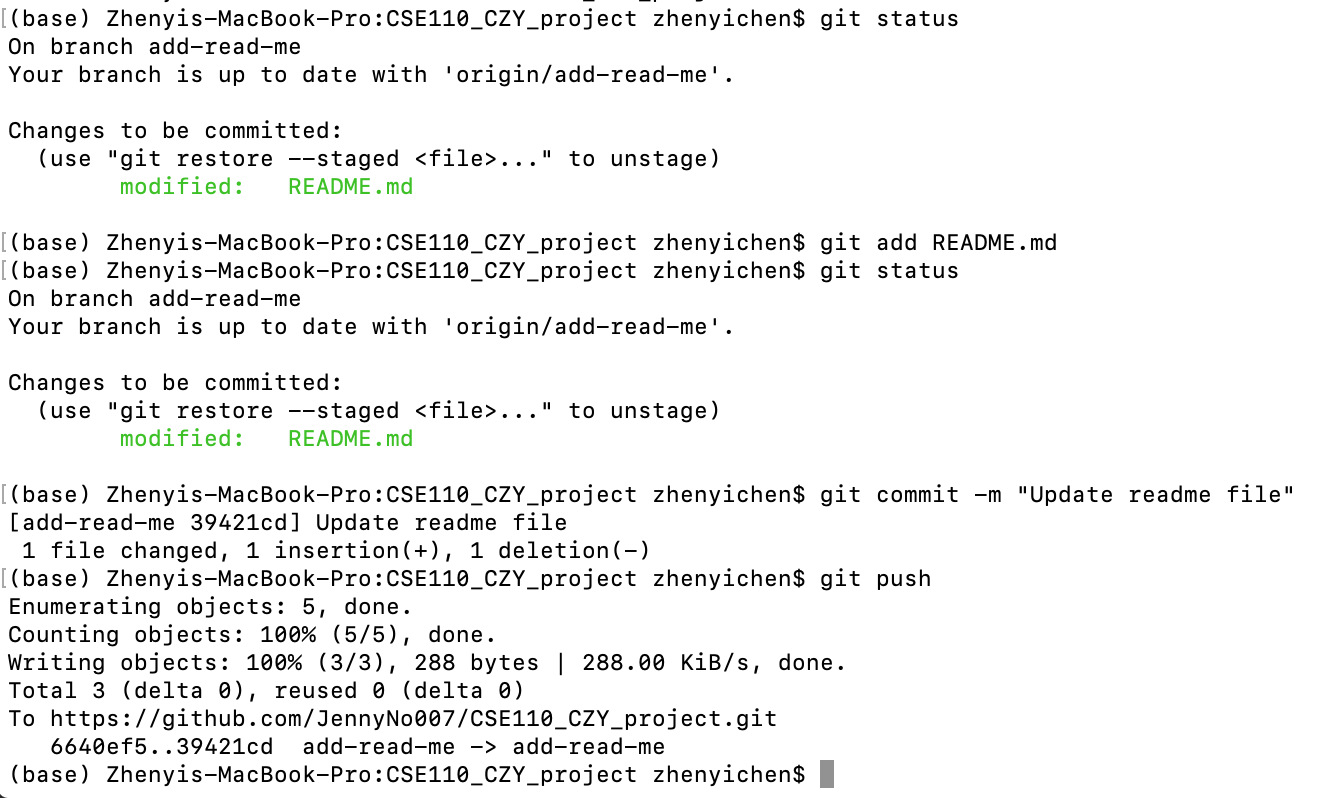 [(base) Zhenyis-MacBook-Pro:CSE110_CZY_project zhenyichen$ git status
On branch add-read-me
Your branch is up to date with 'origin/add-read-me'.

Changes to be committed:
  (use "git restore --staged <file>..." to unstage)
        modified:   README.md

[(base) Zhenyis-MacBook-Pro:CSE110_CZY_project zhenyichen$ git add README.md
[(base) Zhenyis-MacBook-Pro:CSE110_CZY_project zhenyichen$ git status
On branch add-read-me
Your branch is up to date with 'origin/add-read-me'.

Changes to be committed:
  (use "git restore --staged <file>..." to unstage)
        modified:   README.md

[(base) Zhenyis-MacBook-Pro:CSE110_CZY_project zhenyichen$ git commit -m "Update readme file"
[add-read-me 39421cd] Update readme file
 1 file changed, 1 insertion(+), 1 deletion(-)
[(base) Zhenyis-MacBook-Pro:CSE110_CZY_project zhenyichen$ git push
Enumerating objects: 5, done.
Counting objects: 100% (5/5), done.
Writing objects: 100% (3/3), 288 bytes | 288.00 KiB/s, done.
Total 3 (delta 0), reused 0 (delta 0)
To https://github.com/JennyNo007/CSE110_CZY_project.git
   6640ef5..39421cd  add-read-me -> add-read-me
(base) Zhenyis-MacBook-Pro:CSE110_CZY_project zhenyichen$